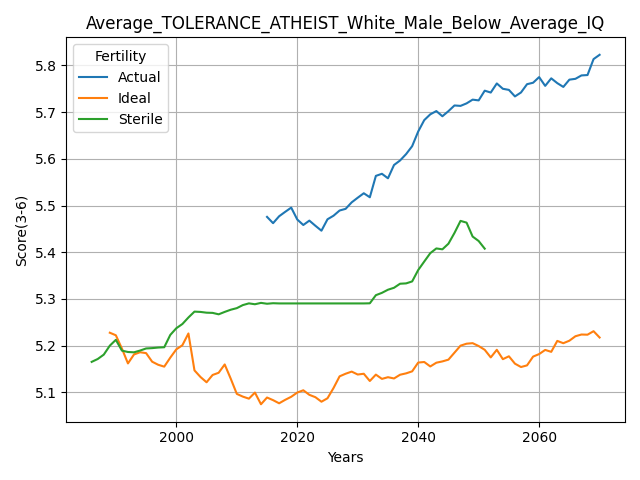 Average_TOLERANCE_ATHEIST_White_Male_Below_Average_IQ
Fertility
Actual
Ideal
Sterile
Score(3-6)
5.8
5.7
5.6
5.5
5.4
5.3
5.2
5.1
2000
2020
2040
2060
Years